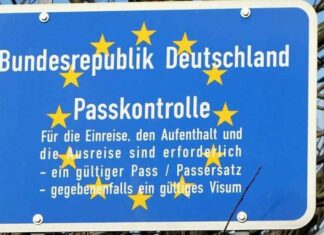 Bundesrepublik Deutschland
Passkontrolle
Für die Einreise, den Aufenthalt und
die Ausreise sind erforderlich
- ein gültiger Pass / Passersatz
- gegebenenfalls ein gültiges Visum